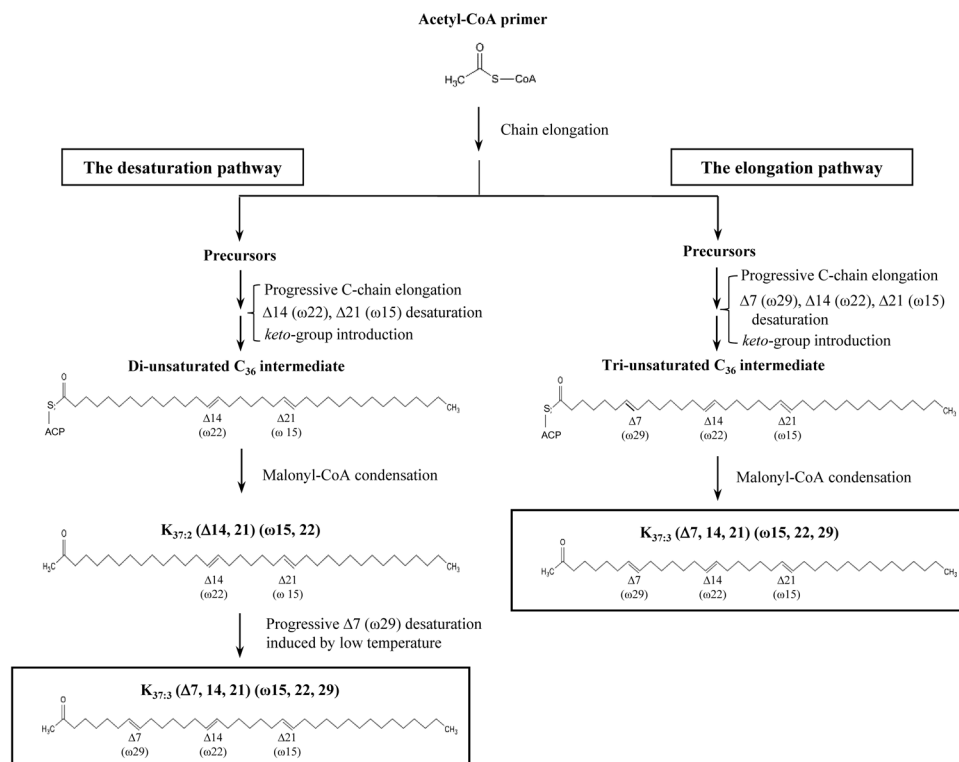 Acetyl-CoA primer
O
H₃C
S—CoA
Chain elongation
The desaturation pathway
The elongation pathway
Precursors
Progressive C-chain elongation
Δ14 (ω22), Δ21 (ω15) desaturation
keto-group introduction
Di-unsaturated C₃₆ intermediate
O
S:
ACP
CH₃
Δ14
(ω22)
Δ21
(ω 15)
Malonyl-CoA condensation
K₃₇:₂ (Δ14, 21) (ω15, 22)
O
H₃C
CH₃
Δ14
(ω22)
Δ21
(ω 15)
Progressive Δ7 (ω29) desaturation
induced by low temperature
K₃₇:₃ (Δ7, 14, 21) (ω15, 22, 29)
O
H₃C
CH₃
Δ7
(ω29)
Δ14
(ω22)
Δ21
(ω15)
Precursors
Progressive C-chain elongation
Δ7 (ω29), Δ14 (ω22), Δ21 (ω15)
desaturation
keto-group introduction
Tri-unsaturated C₃₆ intermediate
O
S:
ACP
CH₃
Δ7
(ω29)
Δ14
(ω22)
Δ21
(ω15)
Malonyl-CoA condensation
K₃₇:₃ (Δ7, 14, 21) (ω15, 22, 29)
O
H₃C
CH₃
Δ7
(ω29)
Δ14
(ω22)
Δ21
(ω15)